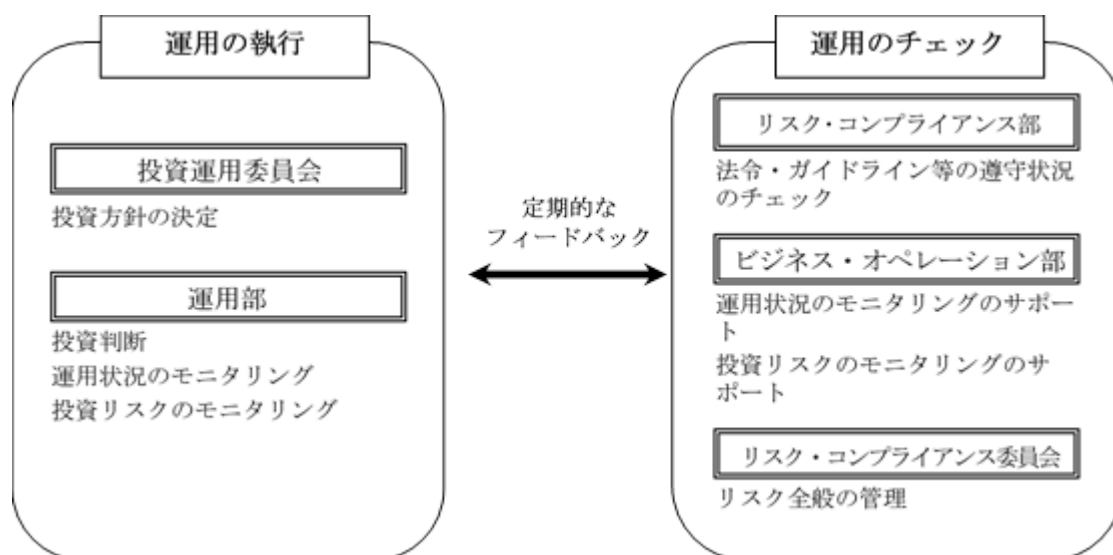 運用の執行
投資運用委員会
投資方針の決定
運用部
投資判断
運用状況のモニタリング
投資リスクのモニタリング
定期的な
フィードバック
運用のチェック
リスク・コンプライアンス部
法令・ガイドライン等の遵守状況
のチェック
ビジネス・オペレーション部
運用状況のモニタリングのサポー
ト
投資リスクのモニタリングのサ
ポート
リスク・コンプライアンス委員会
リスク全般の管理